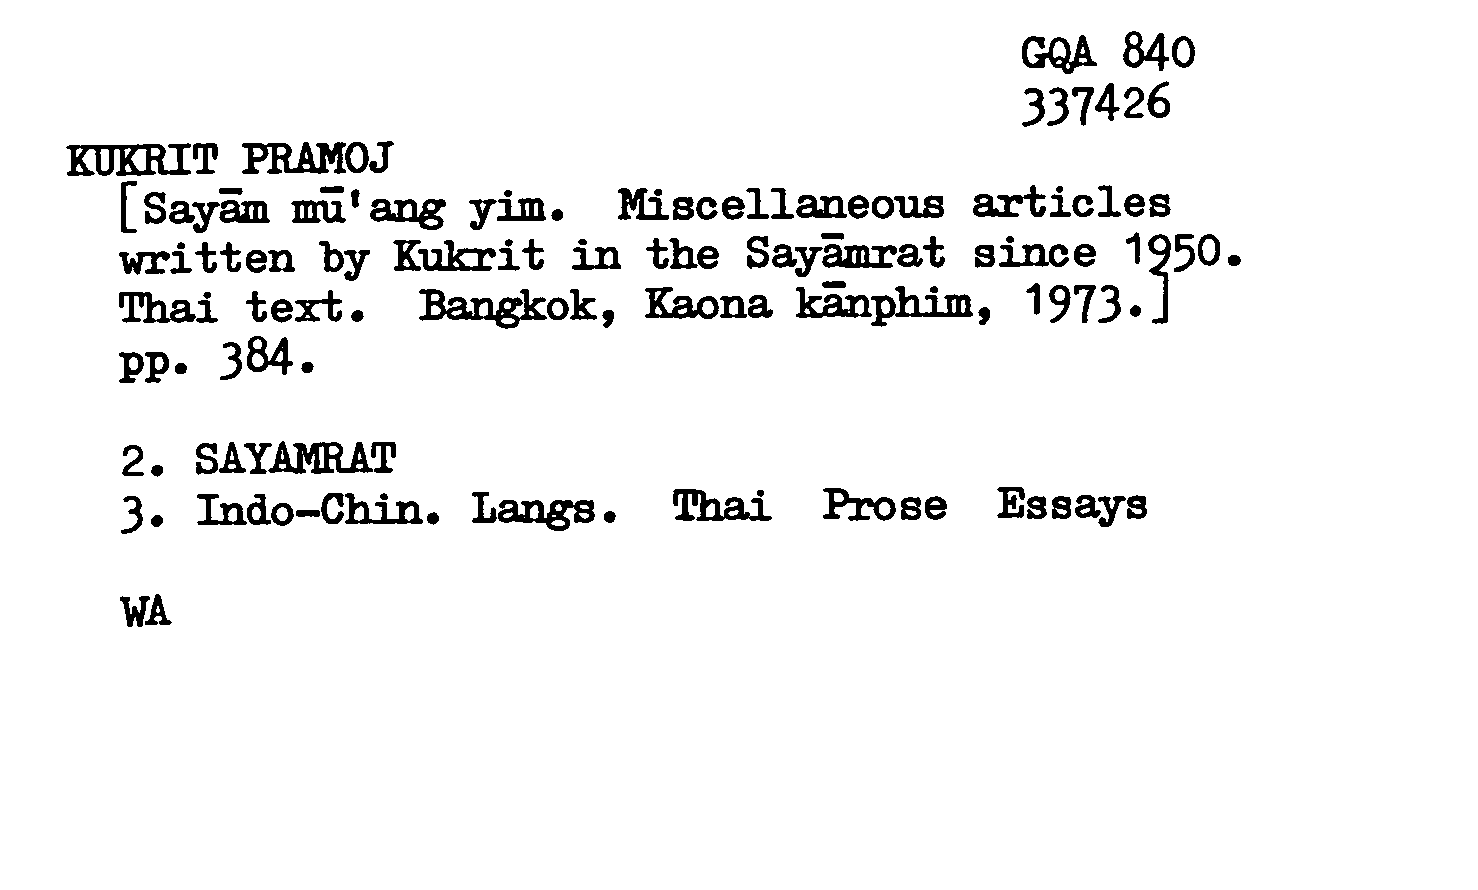 GQA 840
337426
KUKRIT PRAMOJ
[Sayām mū'ang yim. Miscellaneous articles
written by Kukrit in the Sayāmrat since 1950.
Thai text. Bangkok, Kaona kānphim, 1973.]
pp. 384.
2. SAYAMRAT
3. Indo-Chin. Langs. Thai Prose Essays
WA